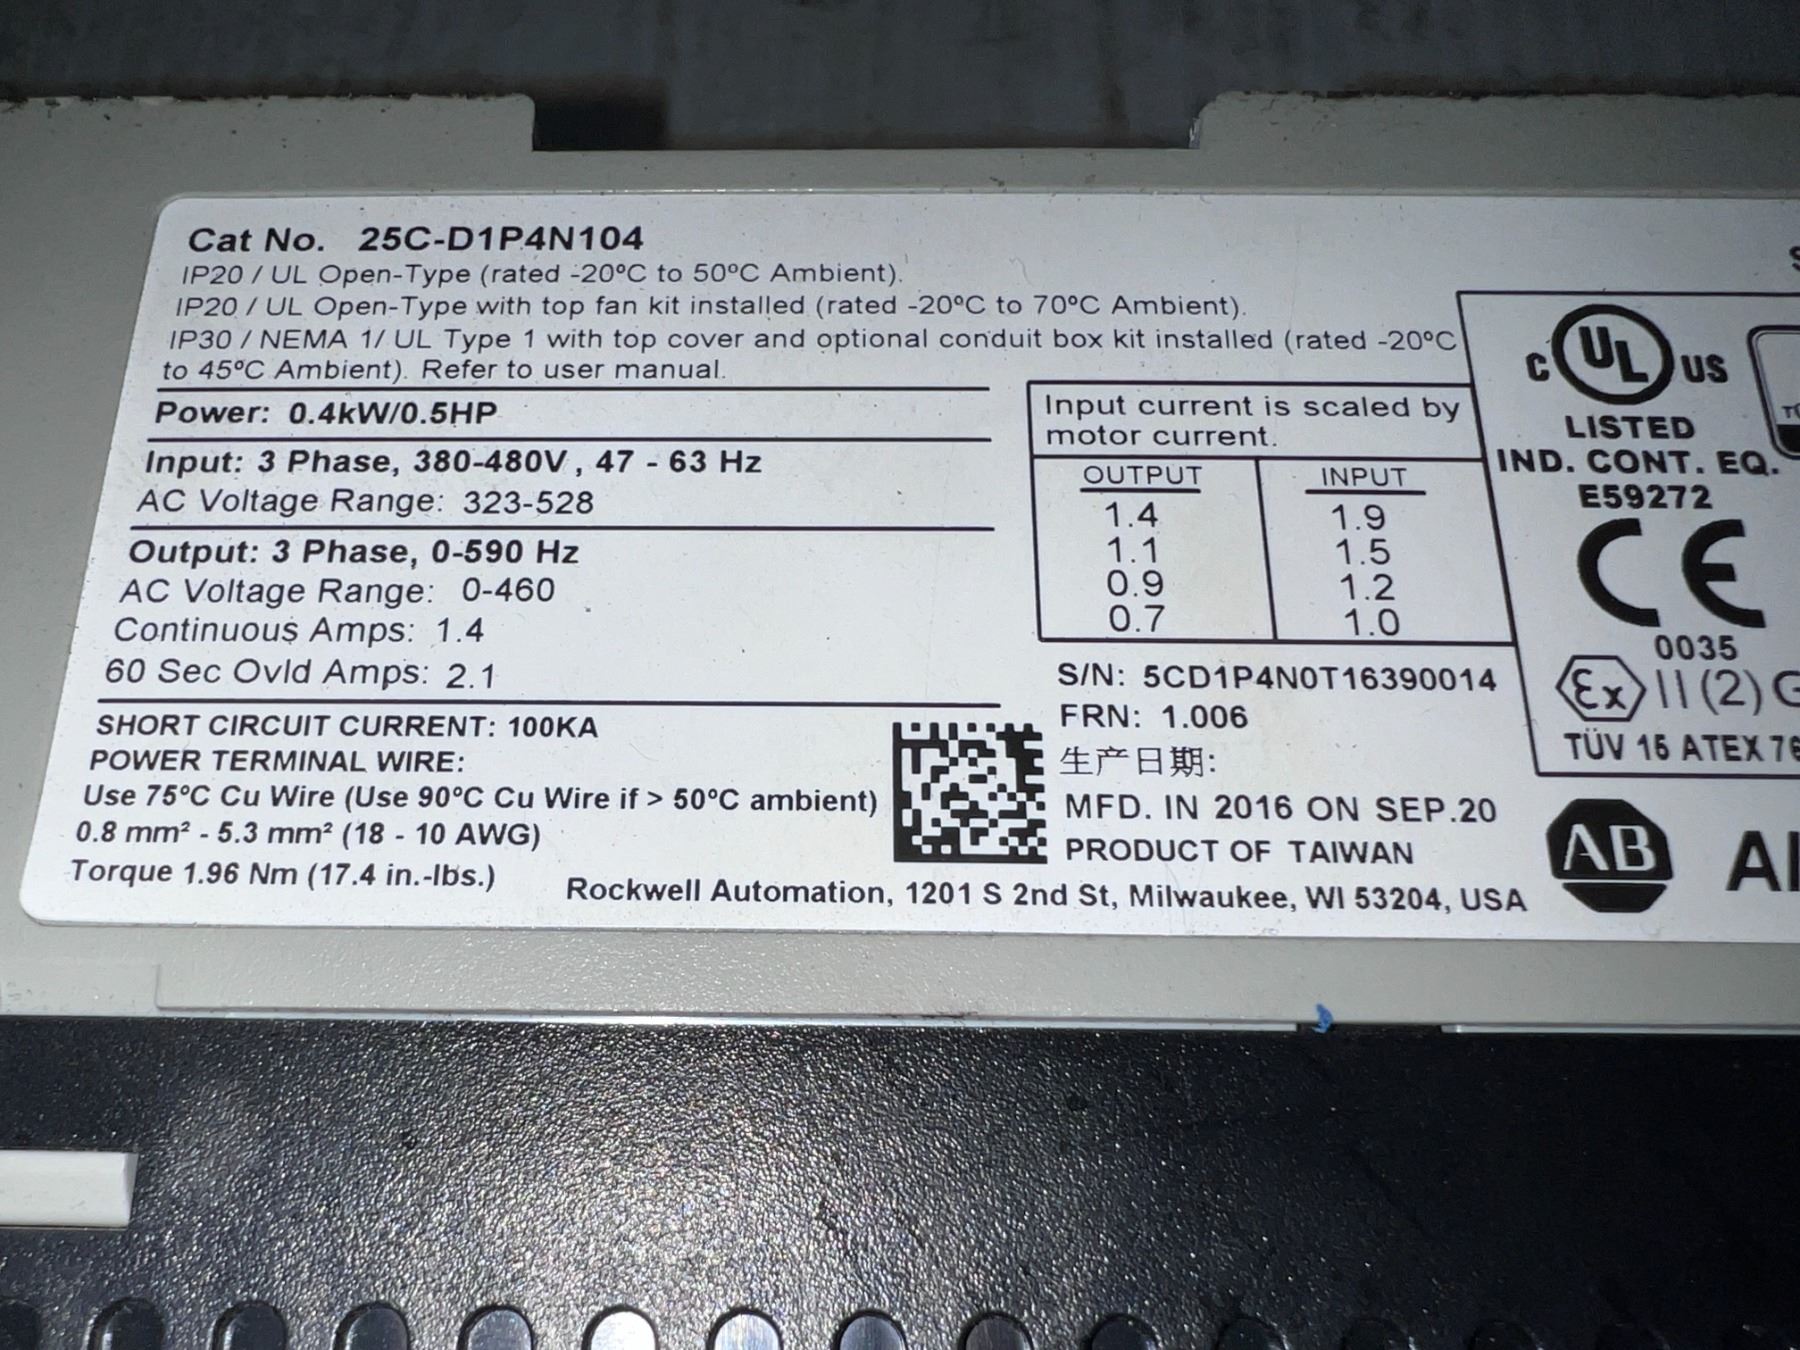 Cat No. 25C-D1P4N104
IP20 / UL Open-Type (rated -20°C to 50°C Ambient).
IP20 / UL Open-Type with top fan kit installed (rated -20°C to 70°C Ambient).
IP30 / NEMA 1/ UL Type 1 with top cover and optional conduit box kit installed (rated -20°C
to 45°C Ambient). Refer to user manual.
Power: 0.4kW/0.5HP
Input: 3 Phase, 380-480V , 47 - 63 Hz
AC Voltage Range: 323-528
Output: 3 Phase, 0-590 Hz
AC Voltage Range: 0-460
Continuous Amps: 1.4
60 Sec Ovld Amps: 2.1
SHORT CIRCUIT CURRENT: 100KA
POWER TERMINAL WIRE:
Use 75°C Cu Wire (Use 90°C Cu Wire if > 50°C ambient)
0.8 mm² - 5.3 mm² (18 - 10 AWG)
Torque 1.96 Nm (17.4 in.-lbs.)
Input current is scaled by
motor current.
OUTPUT INPUT
1.4 1.9
1.1 1.5
0.9 1.2
0.7 1.0
S/N: 5CD1P4N0T16390014
FRN: 1.006
生产日期:
MFD. IN 2016 ON SEP.20
PRODUCT OF TAIWAN
Rockwell Automation, 1201 S 2nd St, Milwaukee, WI 53204, USA
C UL US
LISTED
IND. CONT. EQ.
E59272
CE
0035
Ex II (2) G
TÜV 15 ATEX 76
AB